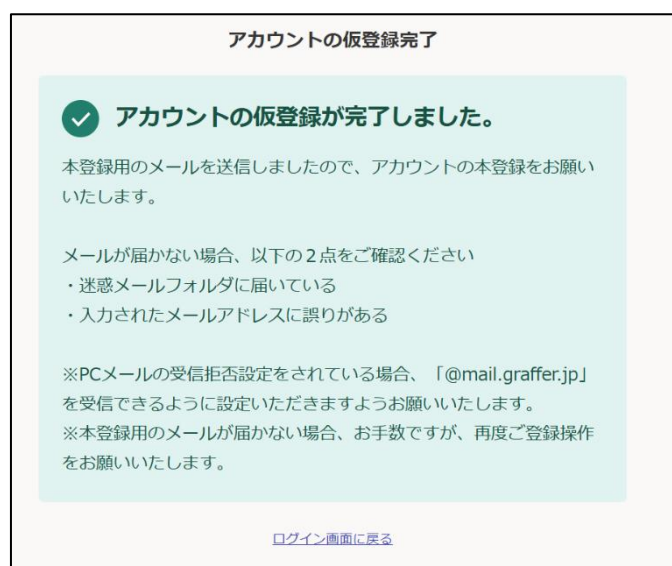 アカウントの仮登録完了
アカウントの仮登録が完了しました。
本登録用のメールを送信しましたので、アカウントの本登録をお願い
いたします。
メールが届かない場合、以下の２点をご確認ください
・迷惑メールフォルダに届いている
・入力されたメールアドレスに誤りがある
※PCメールの受信拒否設定をされている場合、「@mail.graffer.jp」
を受信できるように設定いただきますようお願いいたします。
※本登録用のメールが届かない場合、お手数ですが、再度ご登録操作
をお願いいたします。
ログイン画面に戻る